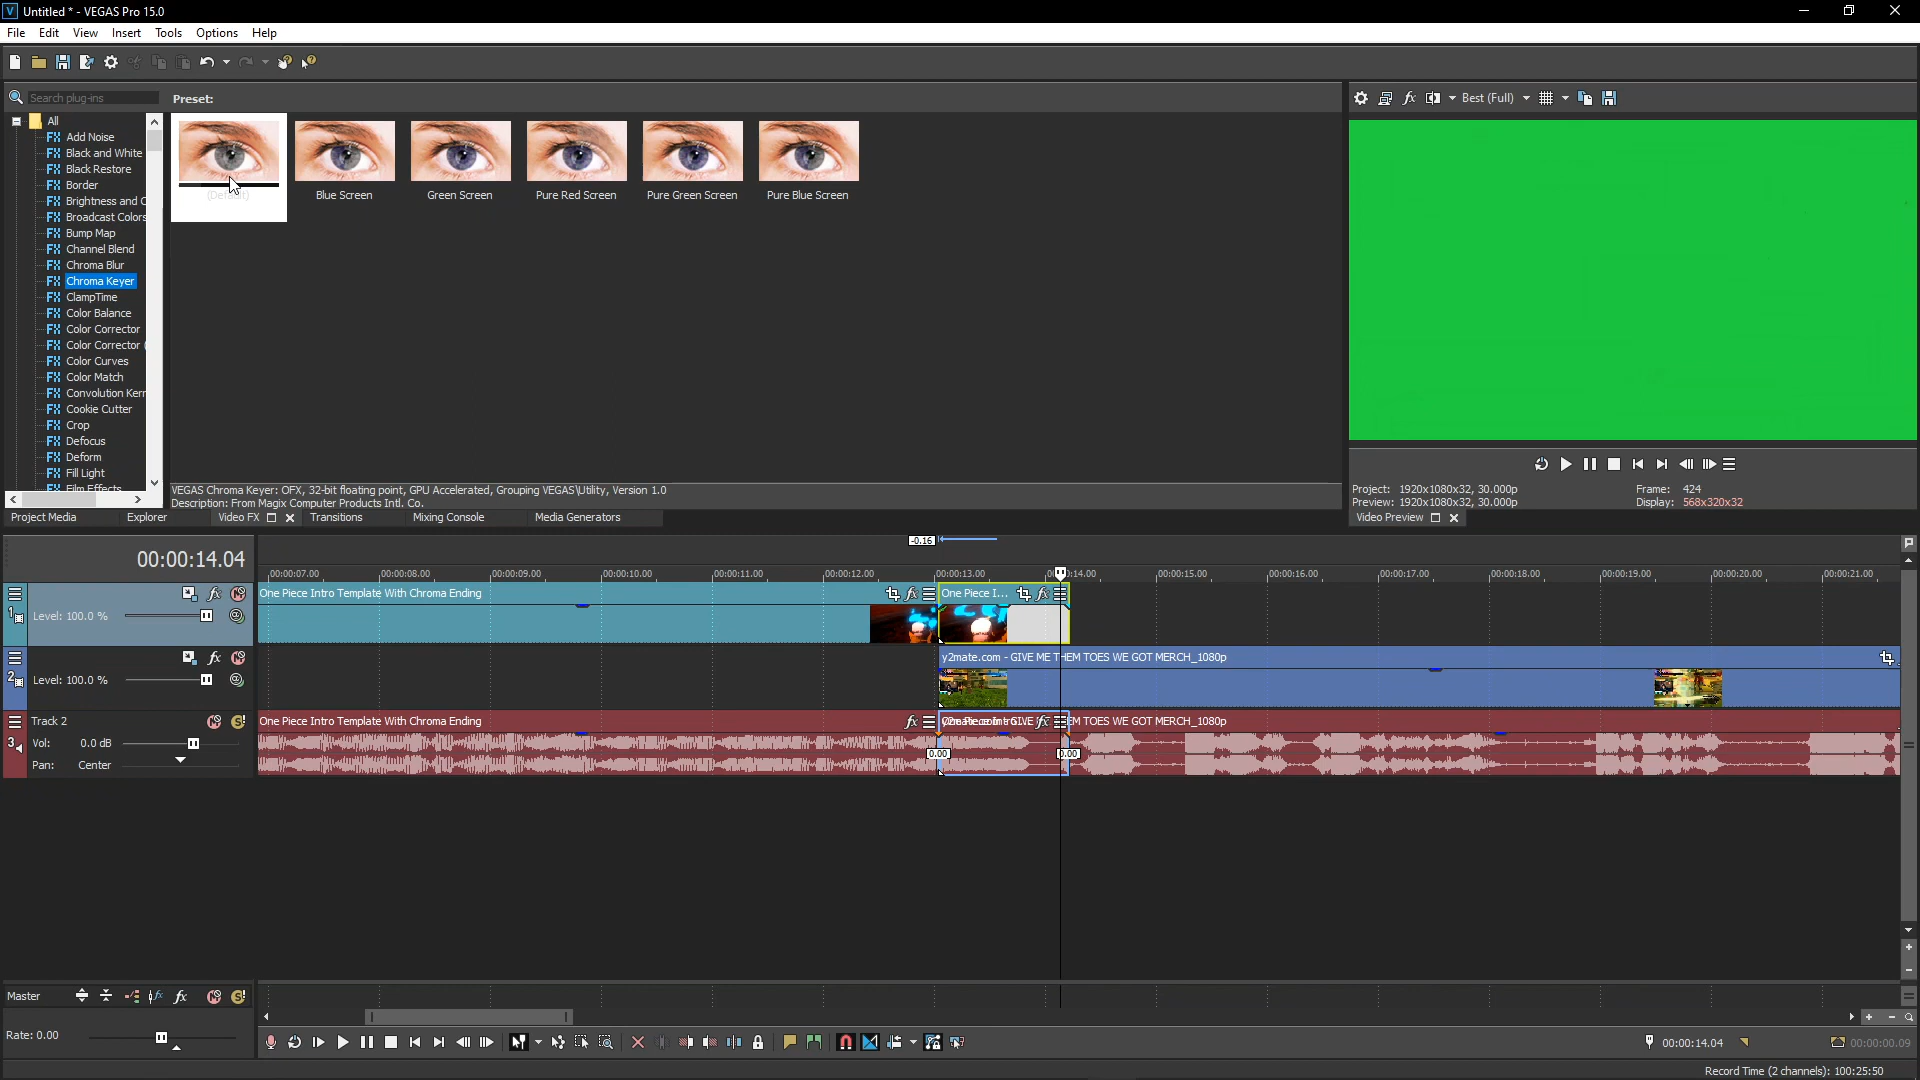 Untitled * - VEGAS Pro 15.0
File Edit View Insert Tools Options Help
Search plug-ins
Preset:
All
Add Noise
Black and White
Black Restore
Border
Brightness and C
Broadcast Colors
Bump Map
Channel Blend
Chroma Blur
Chroma Keyer
ClampTime
Color Balance
Color Corrector
Color Corrector (
Color Curves
Color Match
Convolution Kern
Cookie Cutter
Crop
Defocus
Deform
Fill Light
Film Effects
(Default) Blue Screen Green Screen Pure Red Screen Pure Green Screen Pure Blue Screen
VEGAS Chroma Keyer: OFX, 32-bit floating point, GPU Accelerated, Grouping VEGAS\Utility, Version 1.0
Description: From Magix Computer Products Intl. Co.
Project Media Explorer Video FX Transitions Mixing Console Media Generators
Best (Full)
Project: 1920x1080x32, 30.000p Frame: 424
Preview: 1920x1080x32, 30.000p Display: 568x320x32
Video Preview
00:00:14.04
-0.16
00:00:07.00 00:00:08.00 00:00:09.00 00:00:10.00 00:00:11.00 00:00:12.00 00:00:13.00 00:00:15.00 00:00:16.00 00:00:17.00 00:00:18.00 00:00:19.00 00:00:20.00 00:00:21.00
1 Level: 100.0 %
One Piece Intro Template With Chroma Ending
One Piece I...
2 Level: 100.0 %
y2mate.com - GIVE ME THEM TOES WE GOT MERCH_1080p
3 Track 2
Vol: 0.0 dB
Pan: Center
One Piece Intro Template With Chroma Ending
EM TOES WE GOT MERCH_1080p
0.00 0.00
Master
Rate: 0.00
00:00:14.04 00:00:00.09
Record Time (2 channels): 100:25:50